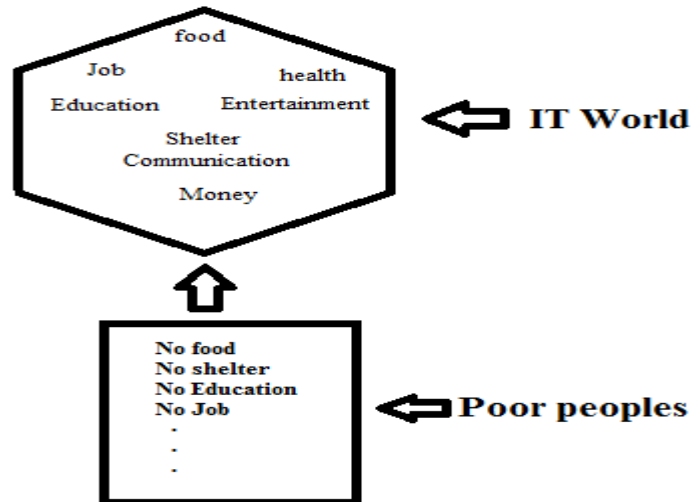 food
Job
health
Education
Entertainment
Shelter
Communication
Money
IT World
No food
No shelter
No Education
No Job
.
.
.
Poor peoples